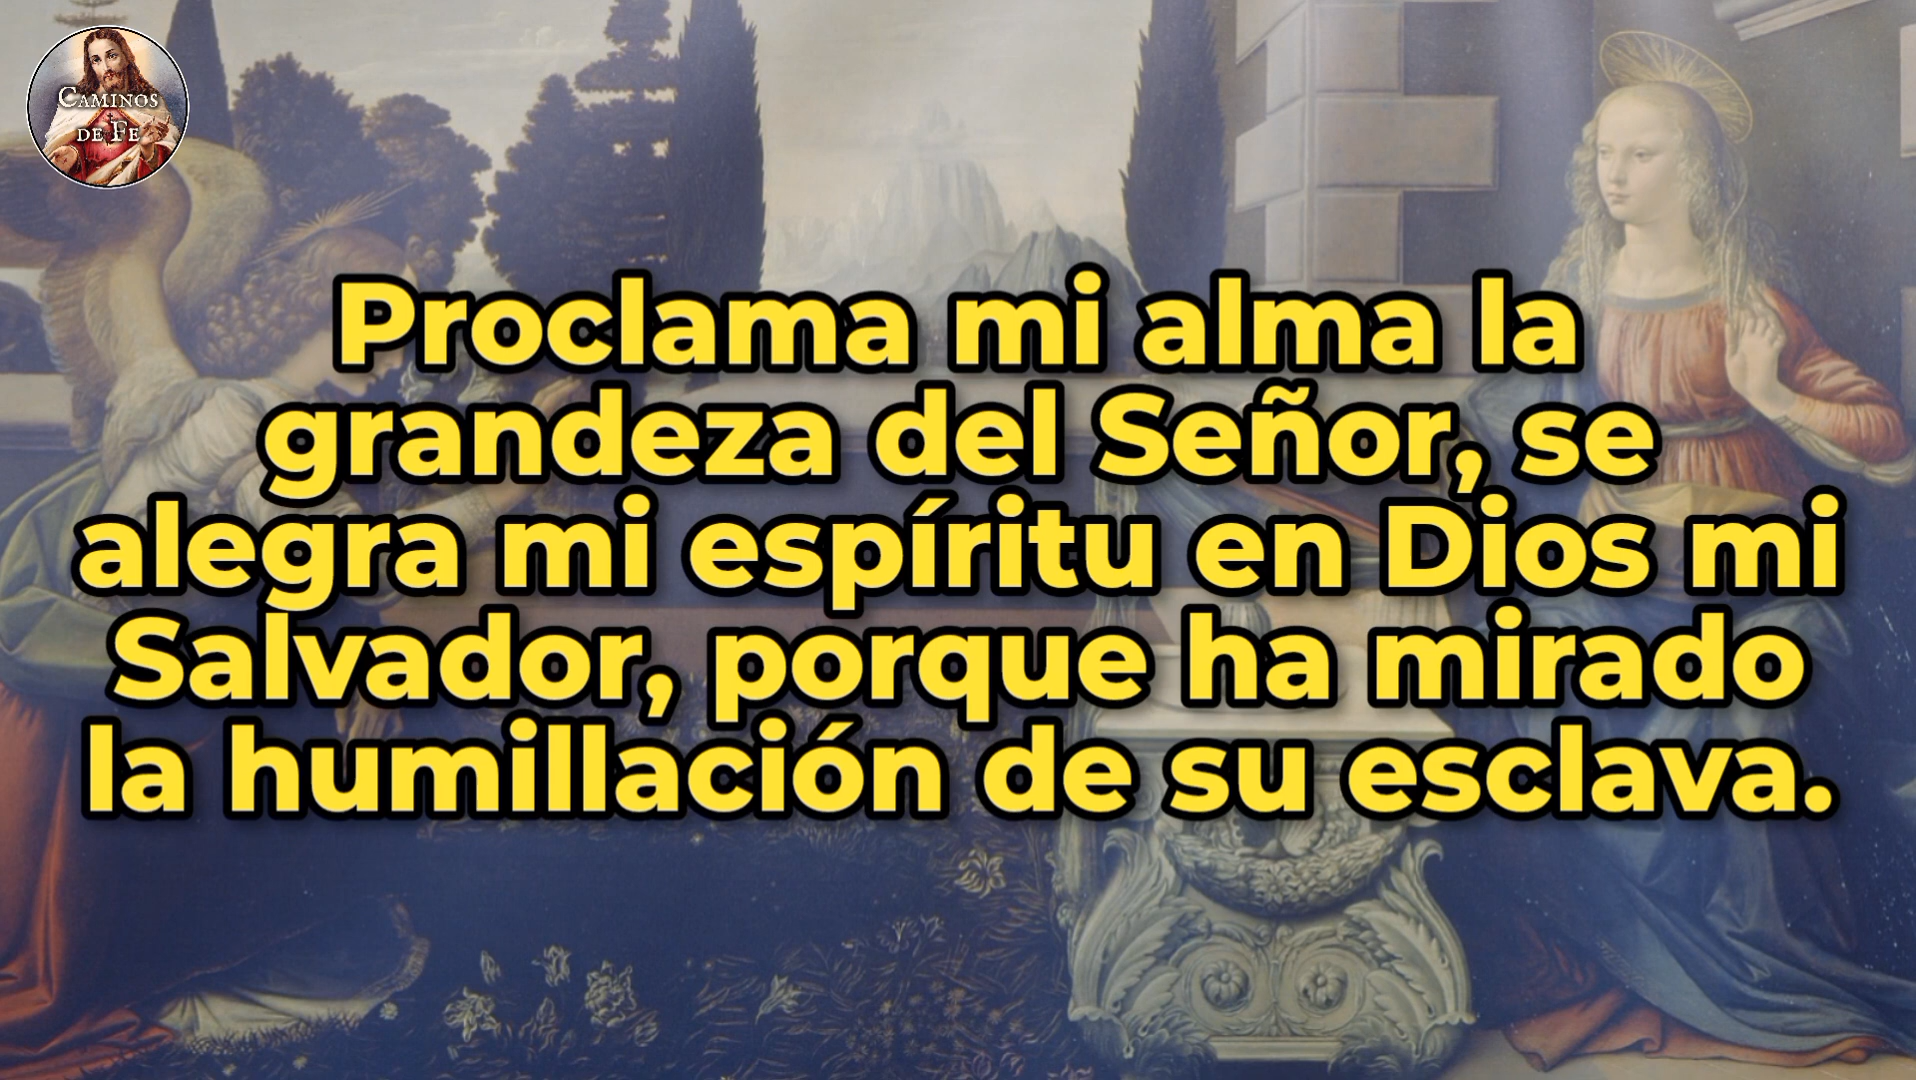 CAMINOS
DE FE
Proclama mi alma la
grandeza del Señor, se
alegra mi espíritu en Dios mi
Salvador, porque ha mirado
la humillación de su esclava.